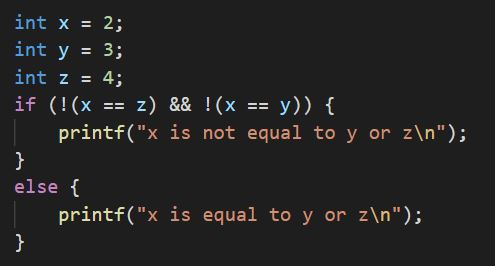 int x = 2;
int y = 3;
int z = 4;
if (!(x == z) && !(x == y)) {
    printf("x is not equal to y or z\n");
}
else {
    printf("x is equal to y or z\n");
}